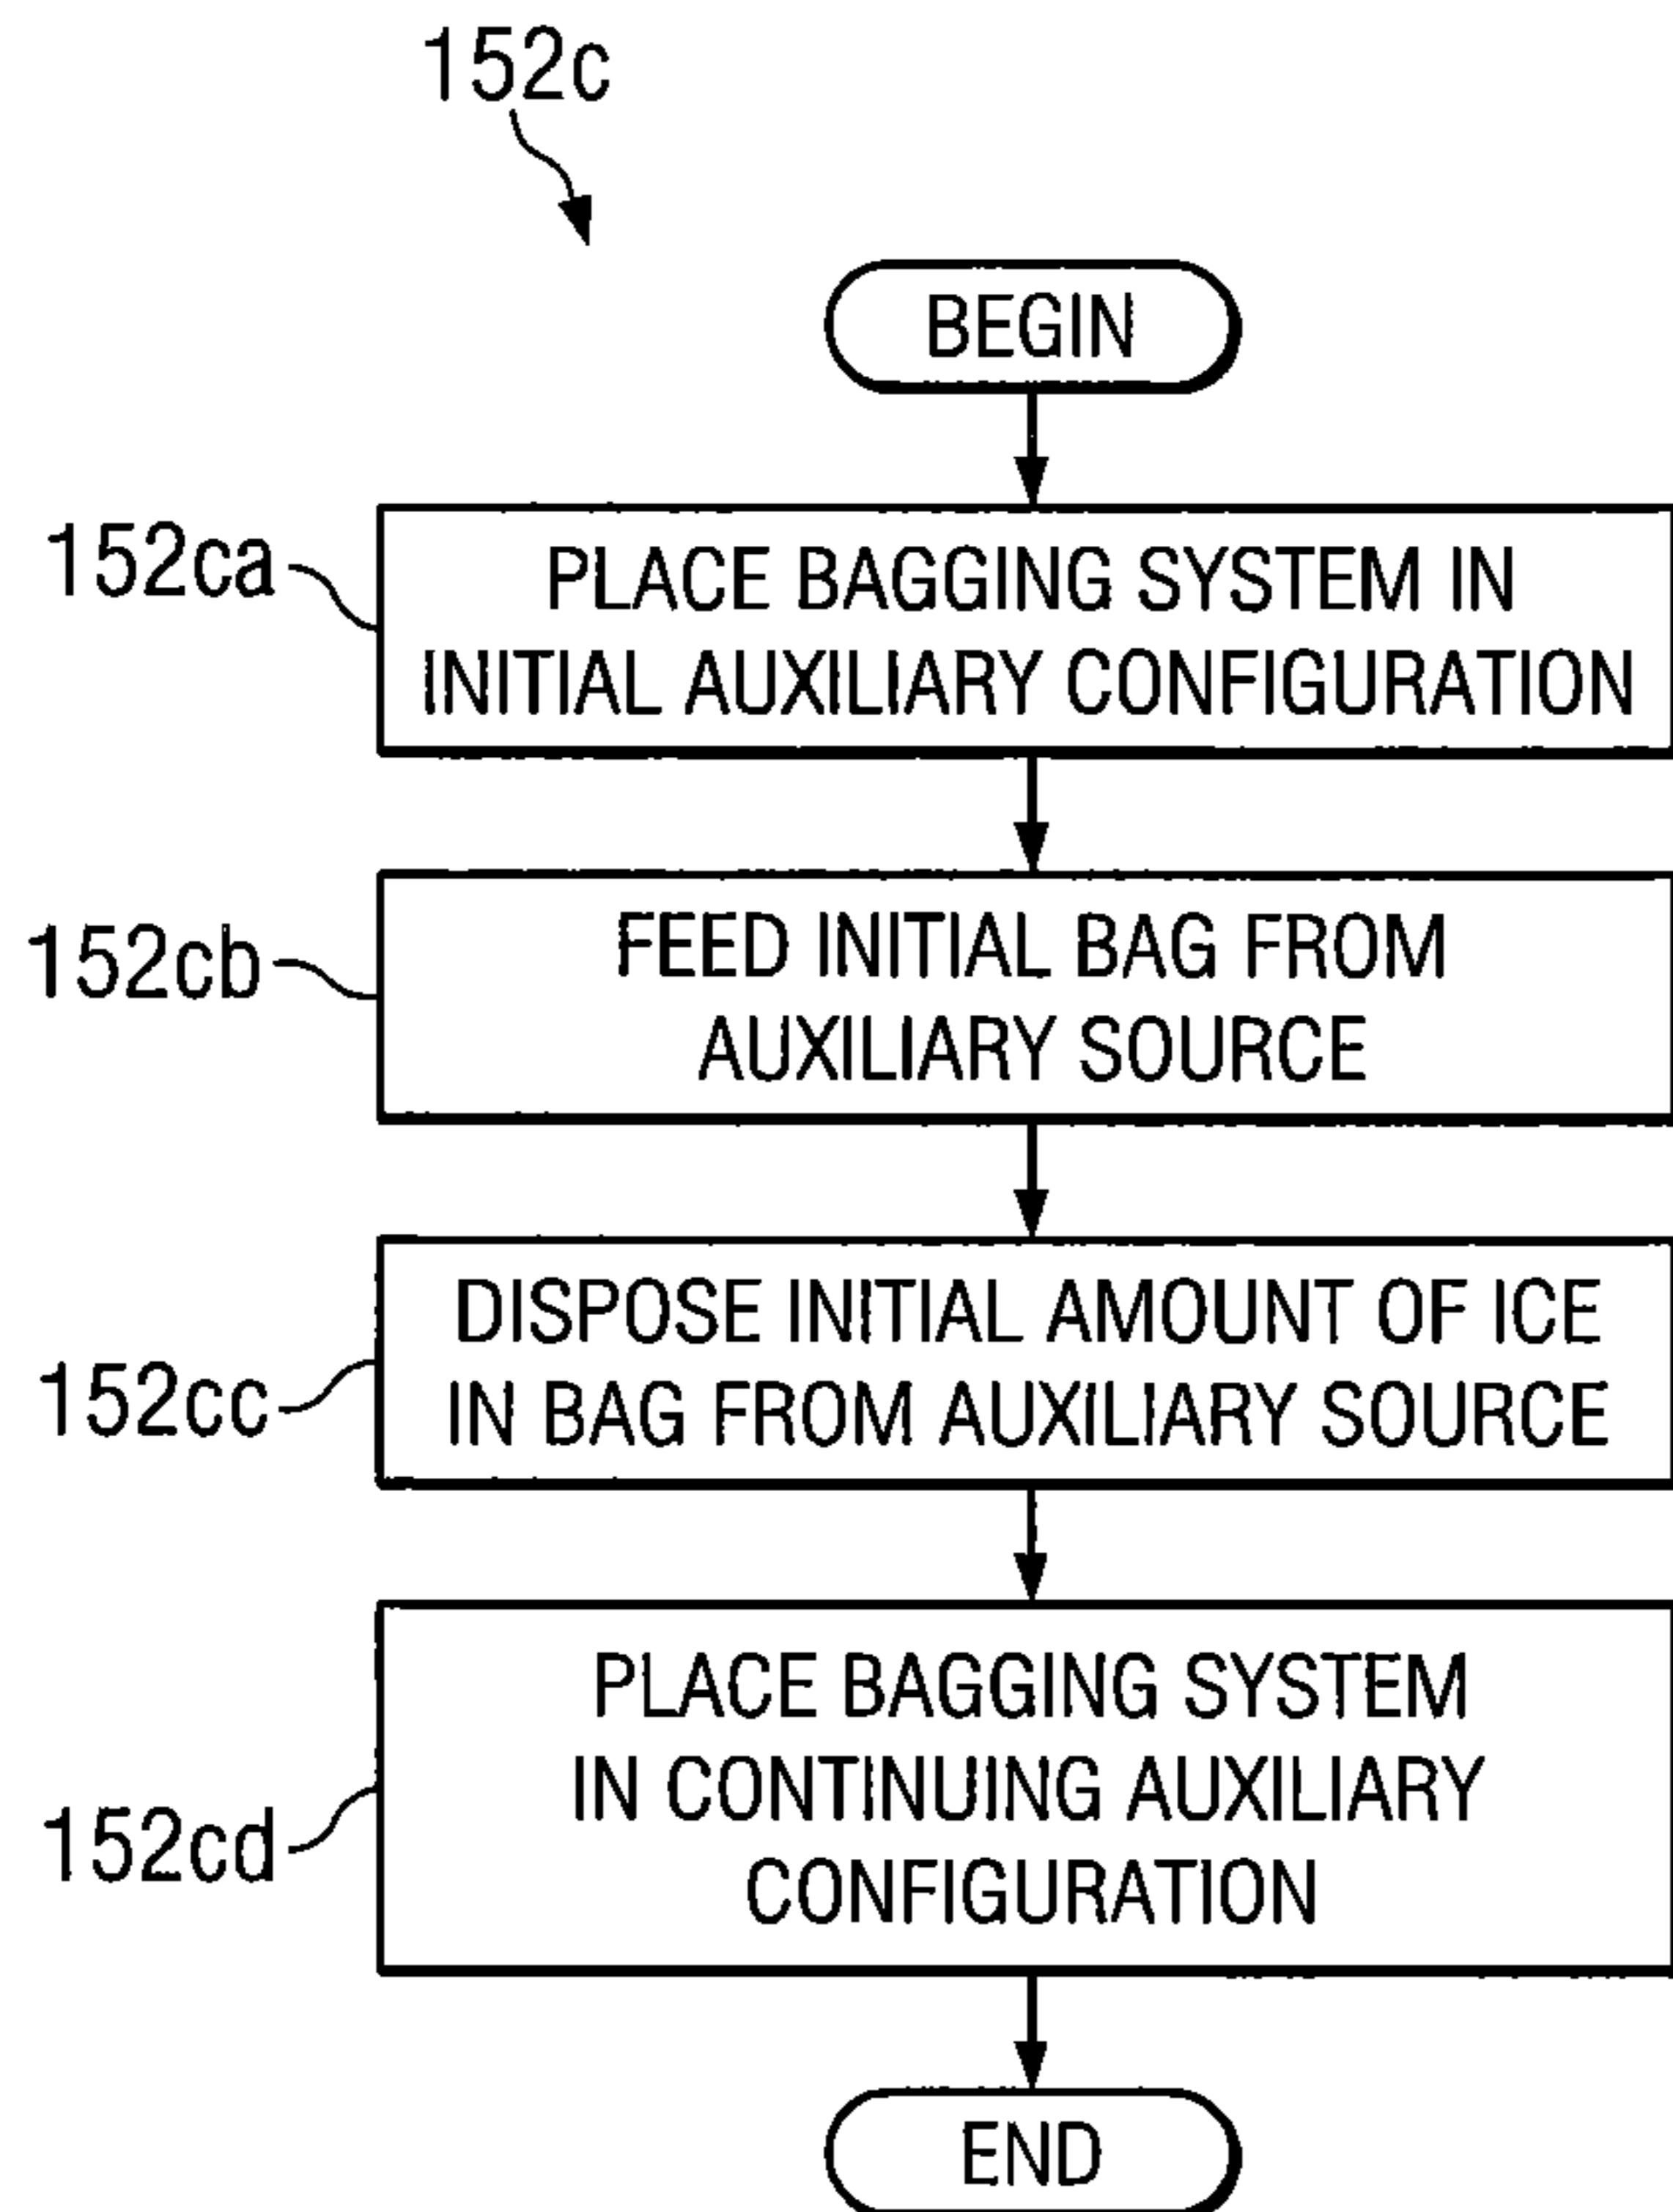 152c
BEGIN
152ca
PLACE BAGGING SYSTEM IN
INITIAL AUXILIARY CONFIGURATION
152cb
FEED INITIAL BAG FROM
AUXILIARY SOURCE
152cc
DISPOSE INITIAL AMOUNT OF ICE
IN BAG FROM AUXILIARY SOURCE
152cd
PLACE BAGGING SYSTEM
IN CONTINUING AUXILIARY
CONFIGURATION
END